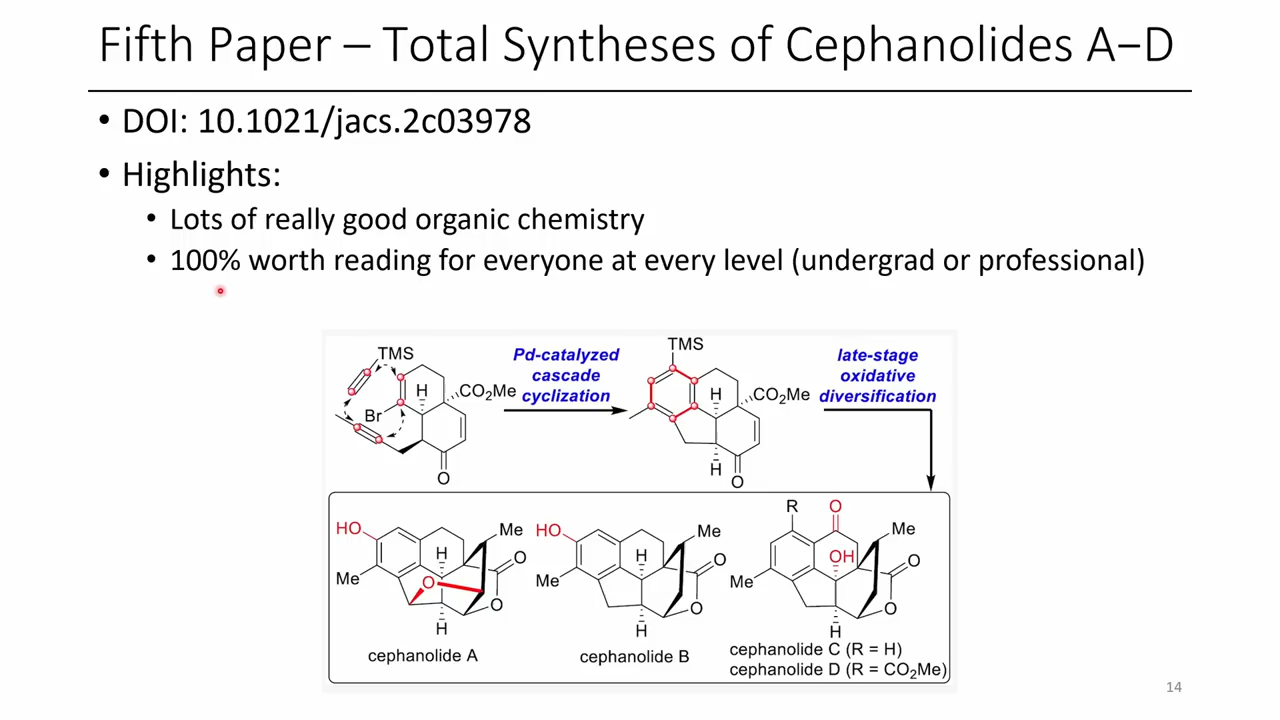 Fifth Paper – Total Syntheses of Cephanolides A–D
• DOI: 10.1021/jacs.2c03978
• Highlights:
• Lots of really good organic chemistry
• 100% worth reading for everyone at every level (undergrad or professional)
TMS
Br
H
CO₂Me
O
Pd-catalyzed
cascade
cyclization
TMS
H
CO₂Me
H
O
late-stage
oxidative
diversification
HO
Me
H
O
Me
O
O
H
cephanolide A
HO
Me
H
Me
O
O
H
cephanolide B
R
O
OH
Me
Me
O
O
H
cephanolide C (R = H)
cephanolide D (R = CO₂Me)
14